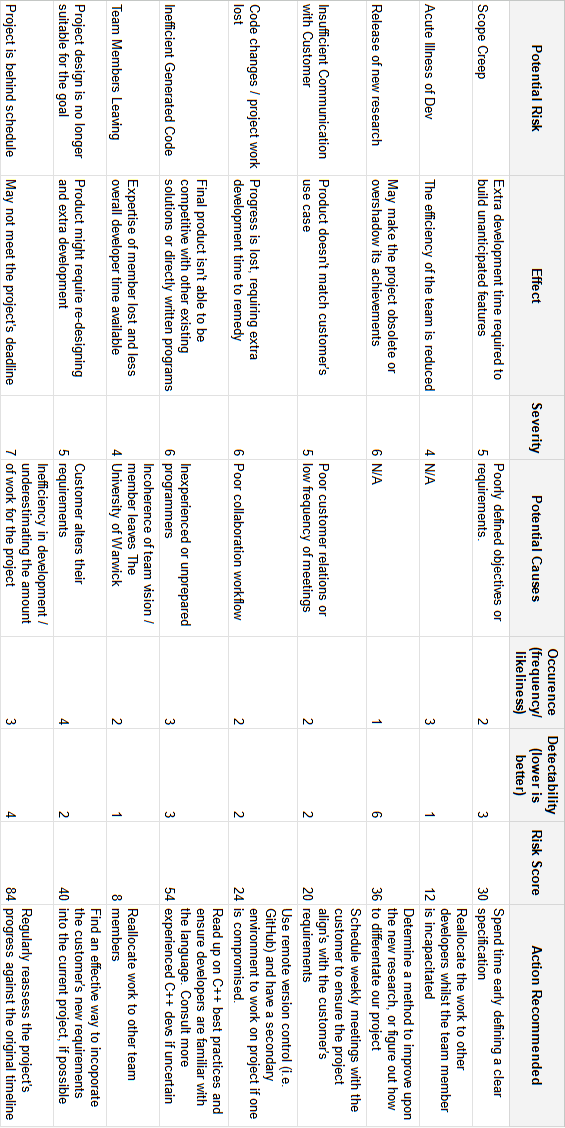 Potential Risk
Effect
Severity
Potential Causes
Occurence
(frequency/
likeliness)
Detectability
(lower is
better)
Risk Score
Action Recommended
Scope Creep
Extra development time required to
build unanticipated features
5
Poorly defined objectives or
requirements.
2
3
30
Spend time early defining a clear
specification
Acute Illness of Dev
The efficiency of the team is reduced
4
N/A
3
1
12
Reallocate the work to other
developers whilst the team member
is incapacitated
Release of new research
May make the project obsolete or
overshadow its achievements
6
N/A
1
6
36
Determine a method to improve upon
the new research, or figure out how
to differentate our project
Insufficient Communication
with Customer
Product doesn't match customer's
use case
5
Poor customer relations or
low frequency of meetings
2
2
20
Schedule weekly meetings with the
customer to ensure the project
align's with the customer's
requirements
Code changes / project work
lost
Progress is lost, requiring extra
development time to remedy
6
Poor collaboration workflow
2
2
24
Use remote version control (i.e.
GitHub) and have a secondary
environment to work on project if one
is compromised.
Inefficient Generated Code
Final product isn't able to be
competitive with other existing
solutions or directly written programs
6
Inexperienced or unprepared
programmers
3
3
54
Read up on C++ best practices and
ensure developers are familiar with
the language. Consult more
experienced C++ devs if uncertain
Team Members Leaving
Expertise of member lost and less
overall developer time available
4
Incoherence of team vision /
member leaves The
University of Warwick
2
1
8
Reallocate work to other team
members
Project design is no longer
suitable for the goal
Product might require re-designing
and extra development
5
Customer alters their
requirements
4
2
40
Find an effective way to incoporate
the customer's new requirements
into the current project, if possible
Project is behind schedule
May not meet the project's deadline
7
Inefficiency in development /
underestimating the amount
of work for the project
3
4
84
Regularly reassess the project's
progress against the original timeline